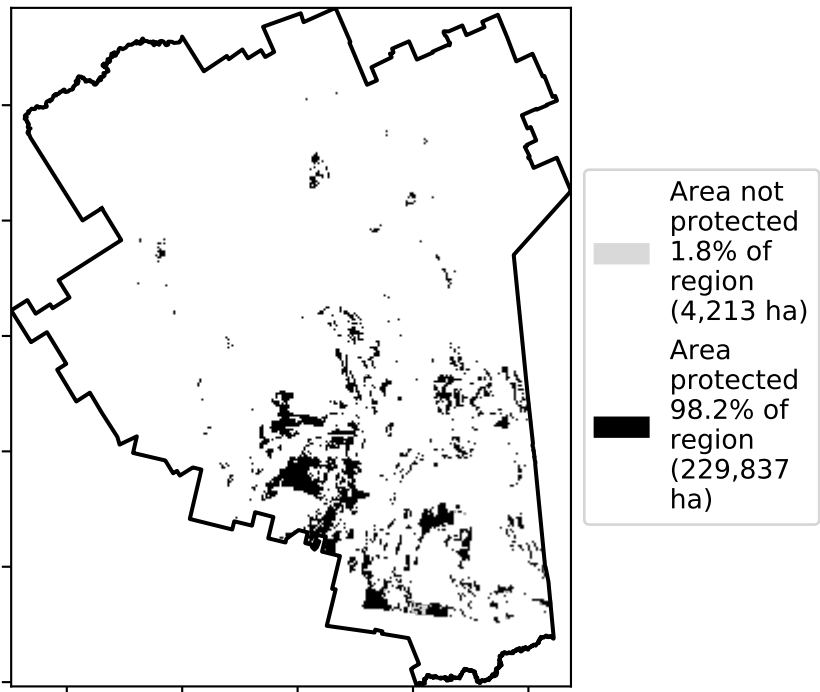 Area not
protected
1.8% of
region
(4,213 ha)
Area
protected
98.2% of
region
(229,837
ha)